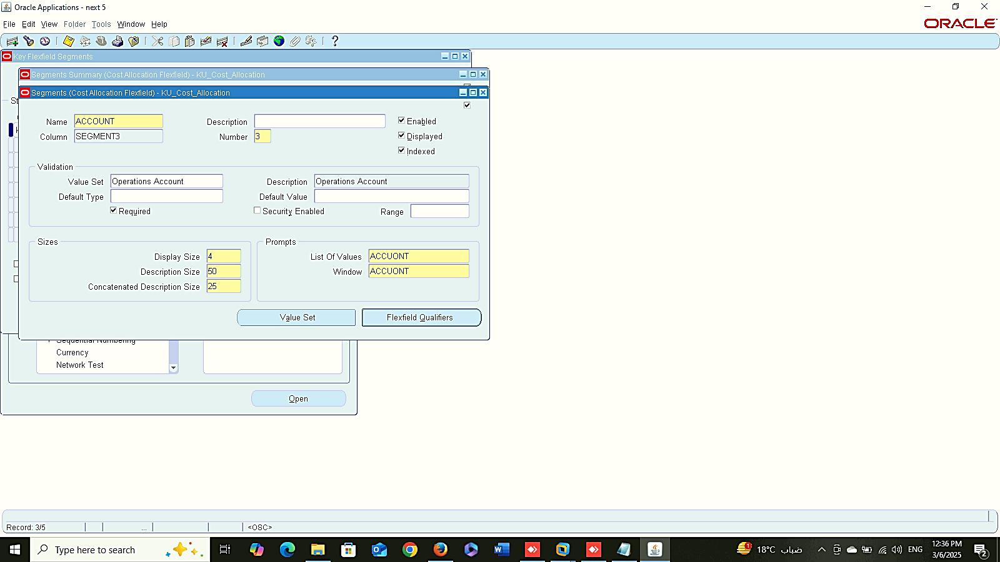 Oracle Applications - next 5
File Edit View Folder Tools Window Help
ORACLE
Key Flexfield Segments
Segments Summary (Cost Allocation Flexfield) - KU_Cost_Allocation
Segments (Cost Allocation Flexfield) - KU_Cost_Allocation
St
Name ACCOUNT Description Enabled
Column SEGMENT3 Number 3 Displayed
Indexed
Validation
Value Set Operations Account Description Operations Account
Default Type Default Value
Required Security Enabled Range
Sizes Prompts
Display Size 4 List Of Values ACCUONT
Description Size 50 Window ACCUONT
Concatenated Description Size 25
Value Set Flexfield Qualifiers
Sequential Numbering
Currency
Network Test
Open
Record: 3/5 ... <OSC>
Type here to search 1 18°C ضباب ENG 12:36 PM
3/6/2025 2